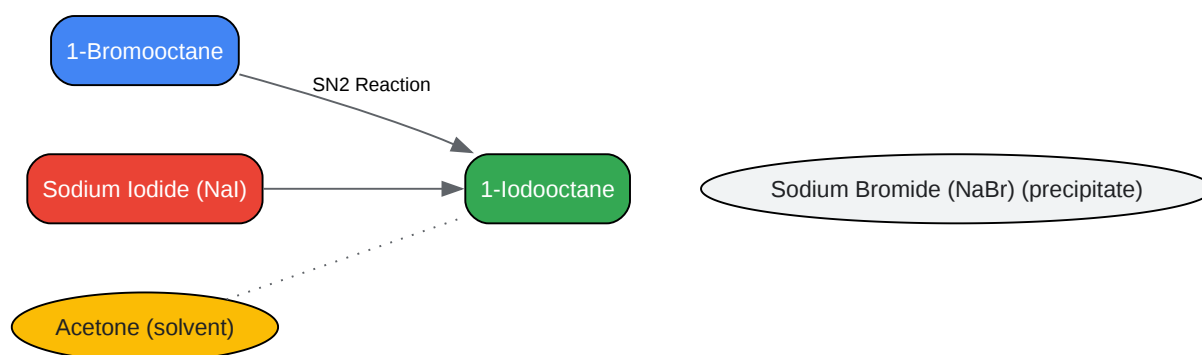 1-Bromooctane
SN2 Reaction
Sodium Iodide (NaI)
1-Iodooctane
Sodium Bromide (NaBr) (precipitate)
Acetone (solvent)